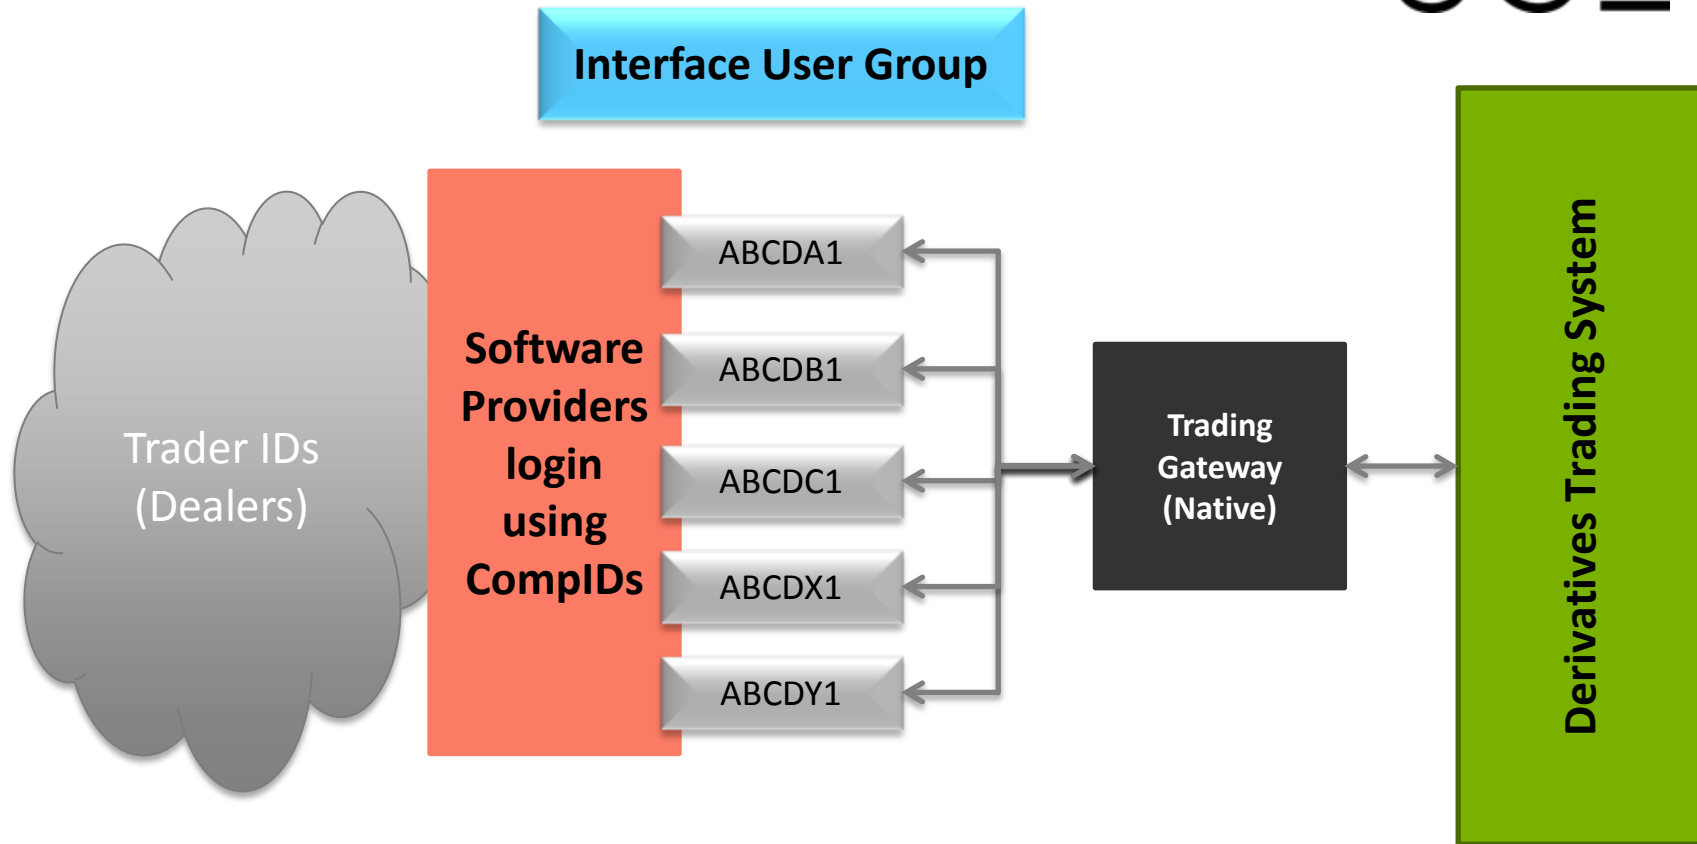 Interface User Group
Trader IDs
(Dealers)
Software
Providers
login
using
CompIDs
ABCDA1
ABCDB1
ABCDC1
ABCDX1
ABCDY1
Trading
Gateway
(Native)
Derivatives Trading System